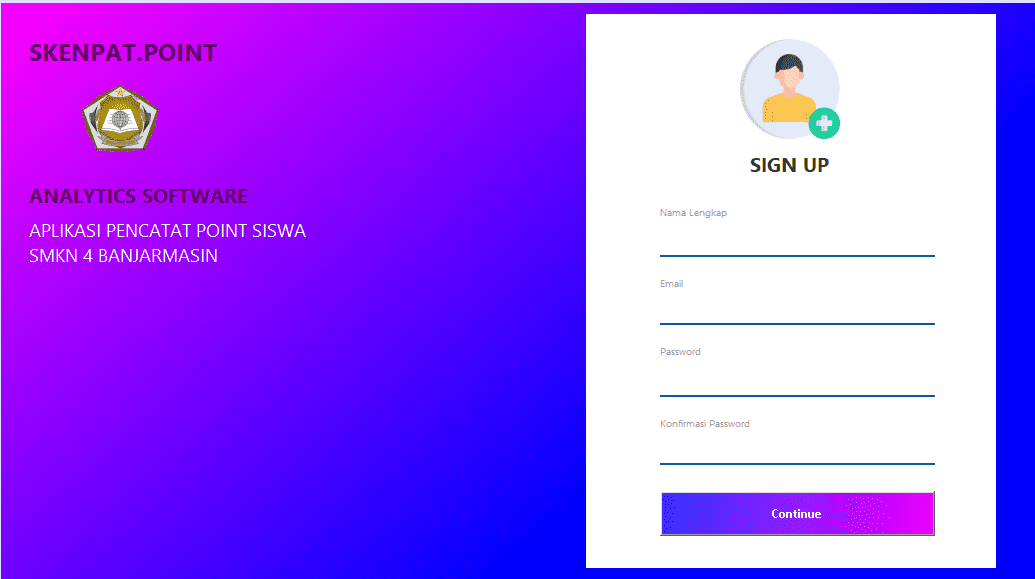 SKENPAT.POINT
ANALYTICS SOFTWARE
APLIKASI PENCATAT POINT SISWA
SMKN 4 BANJARMASIN
SIGN UP
Nama Lengkap
Email
Password
Konfirmasi Password
Continue